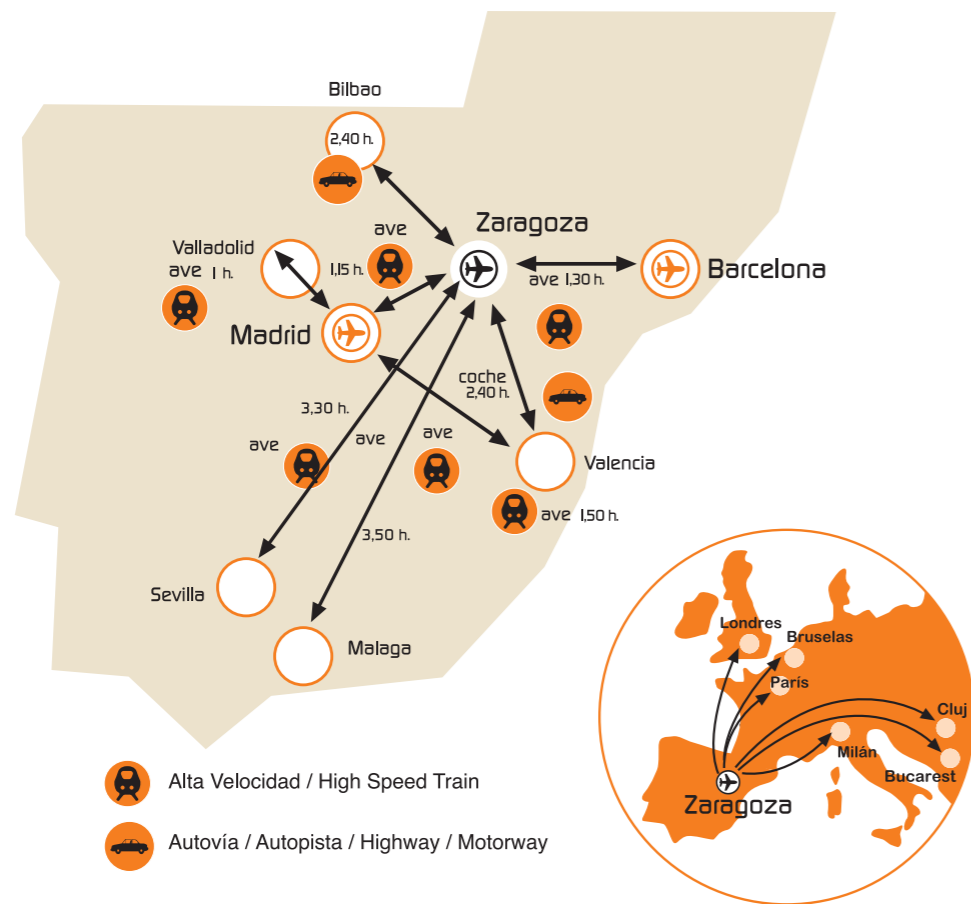 Bilbao
2,40 h.
Zaragoza
ave
Valladolid
ave 1 h.
1,15 h.
Barcelona
ave 1,30 h.
Madrid
coche
2,40 h.
3,30 h.
ave
ave
ave
Valencia
ave 1,50 h.
3,50 h.
Sevilla
Malaga
Londres
Bruselas
París
Cluj
Milán
Bucarest
Zaragoza
Alta Velocidad / High Speed Train
Autovía / Autopista / Highway / Motorway